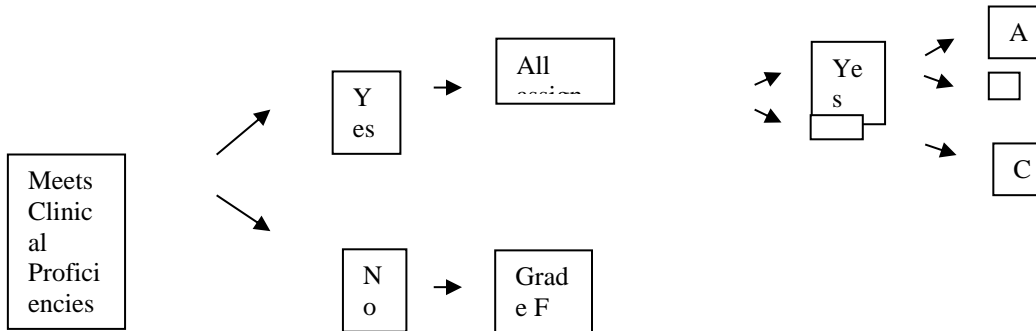 A
All
Ye
s
Y
es
C
Meets
Clinic
al
Profici
encies
N
o
Grad
e F